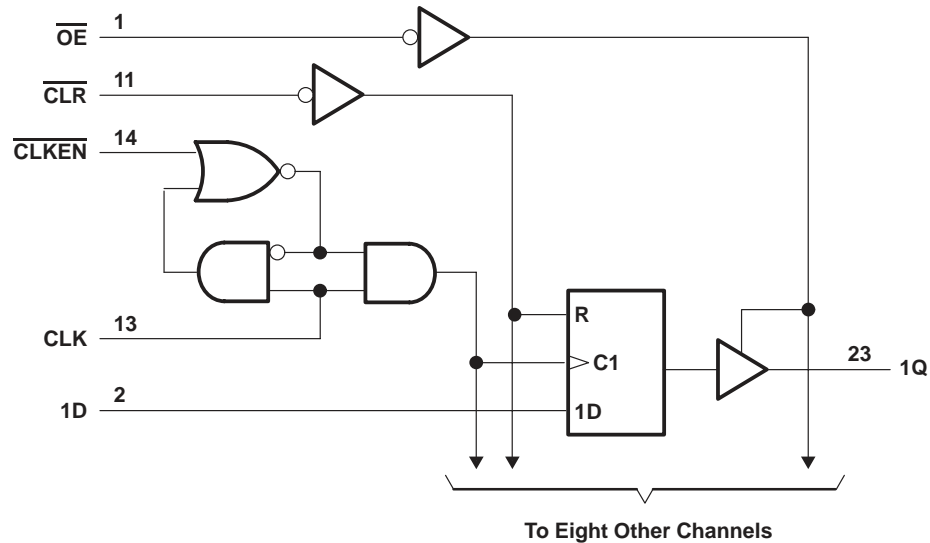 OE 1
CLR 11
CLKEN 14
CLK 13
1D 2
R
C1
1D
23 1Q
To Eight Other Channels